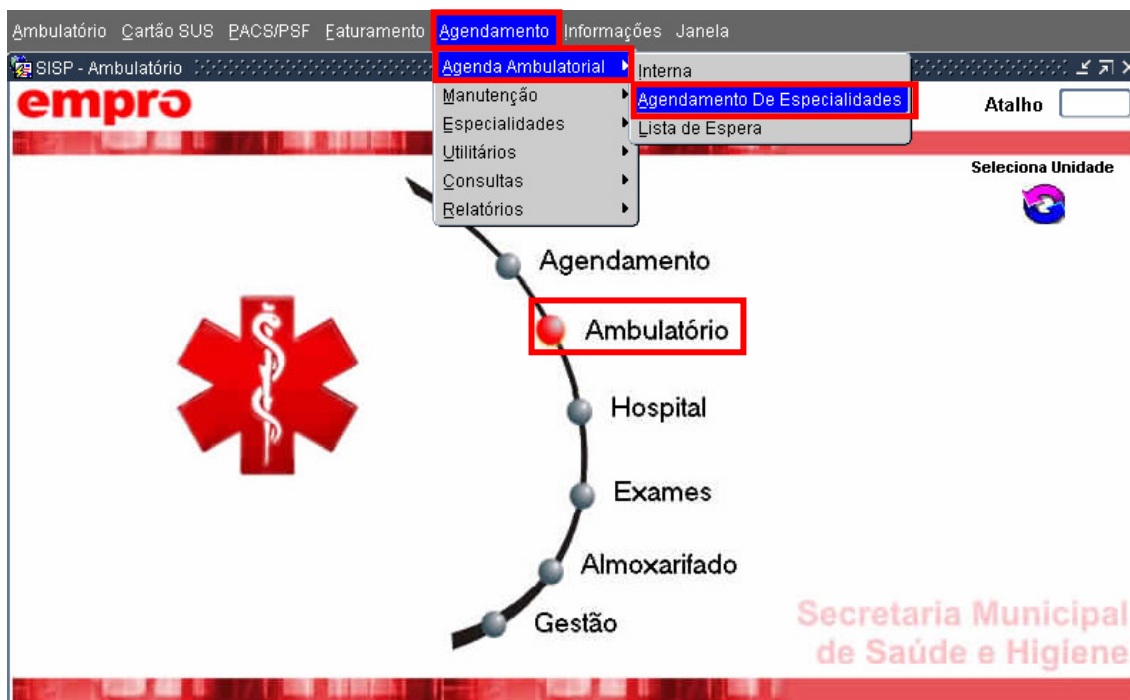 Ambulatório Cartão SUS PACS/PSF Faturamento Agendamento Informações Janela
SISP - Ambulatório
empro
Agenda Ambulatorial
Manutenção
Especialidades
Utilitários
Consultas
Relatórios
Interna
Agendamento De Especialidades
Lista de Espera
Atalho
Seleciona Unidade
Agendamento
Ambulatório
Hospital
Exames
Almoxarifado
Gestão
Secretaria Municipal
de Saúde e Higiene